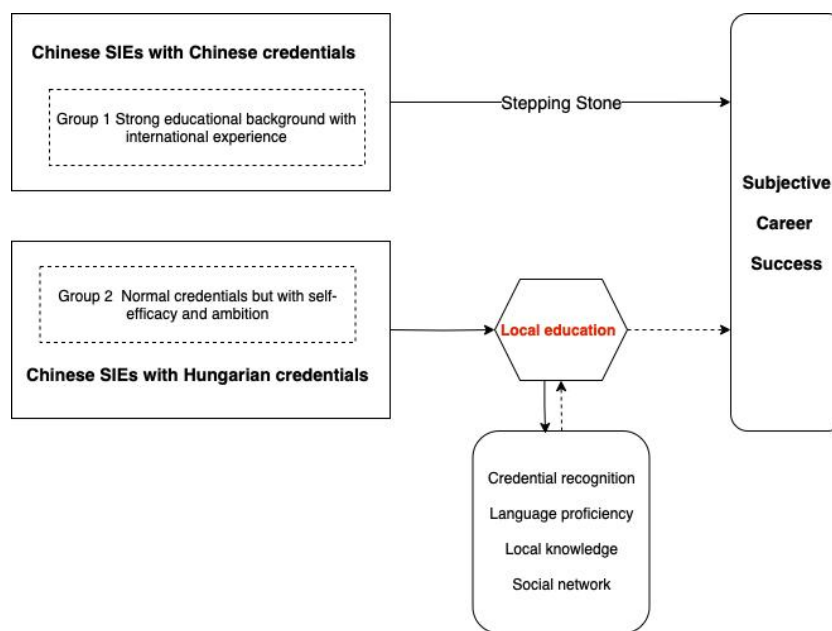 Chinese SIEs with Chinese credentials
Group 1 Strong educational background with
international experience
Stepping Stone
Subjective
Career
Success
Group 2 Normal credentials but with self-
efficacy and ambition
Chinese SIEs with Hungarian credentials
Local education
Credential recognition
Language proficiency
Local knowledge
Social network